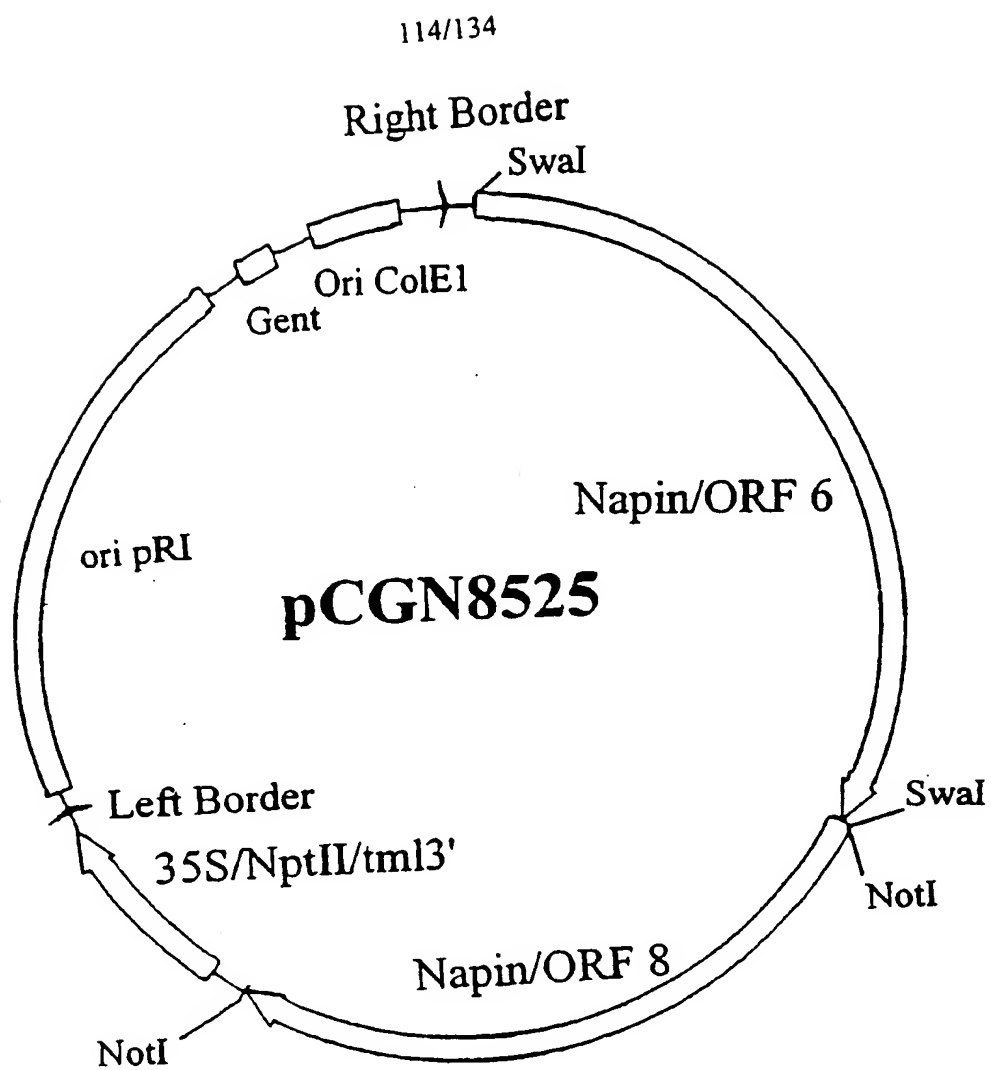 114/134
Right Border
SwaI
Ori ColE1
Gent
Napin/ORF 6
ori pRI
pCGN8525
Left Border
SwaI
35S/NptII/tml3'
NotI
Napin/ORF 8
NotI